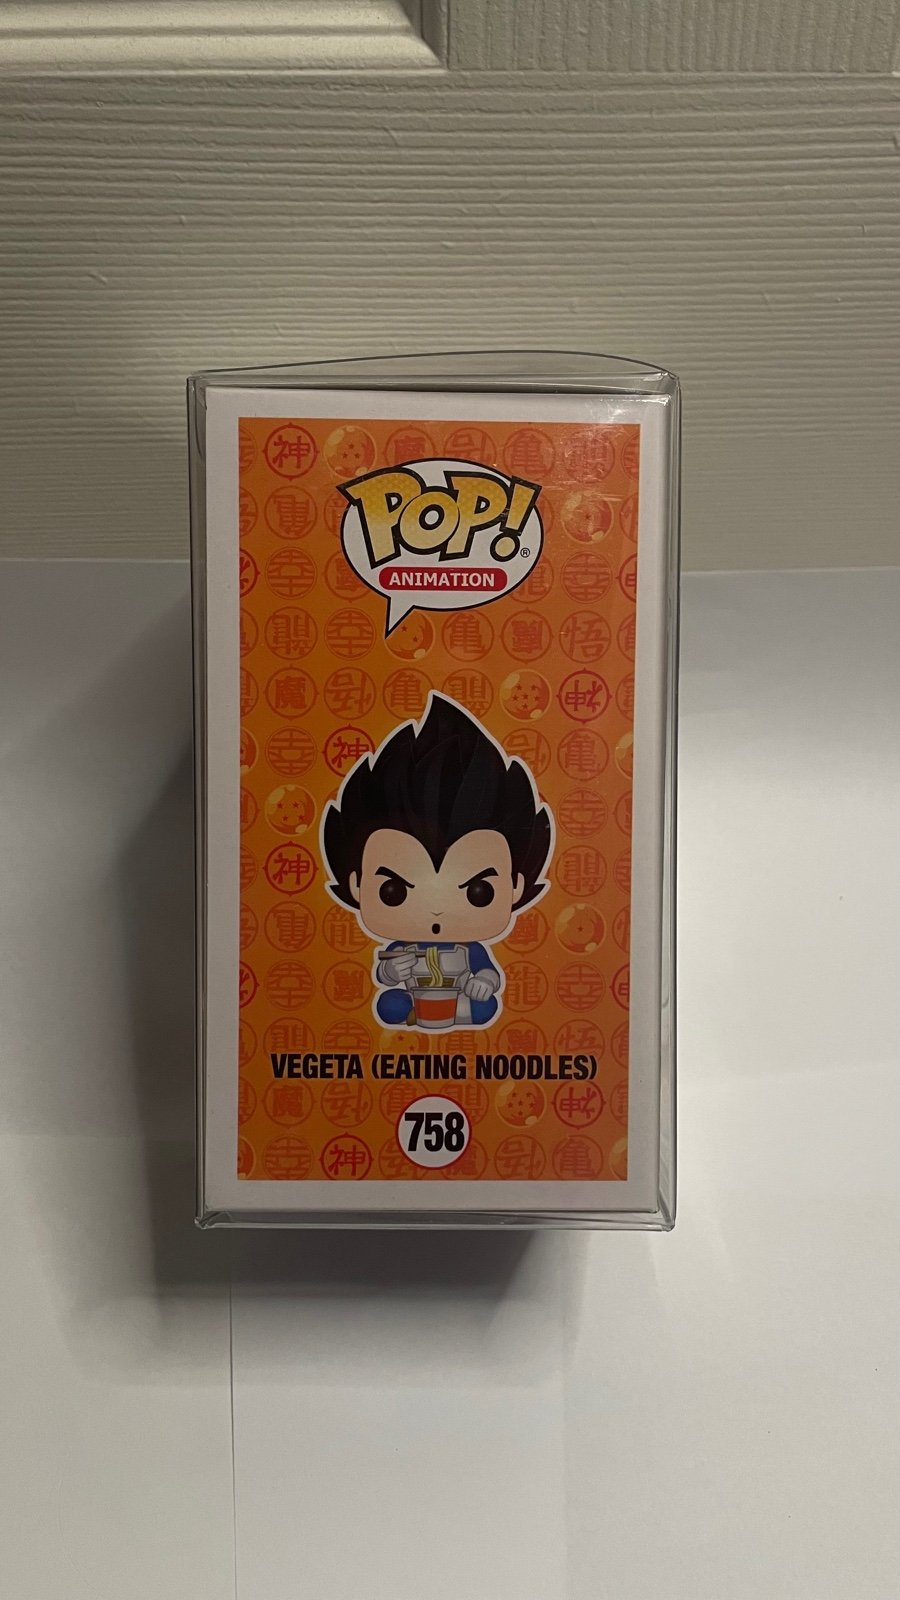 POP!®
ANIMATION
VEGETA (EATING NOODLES)
758